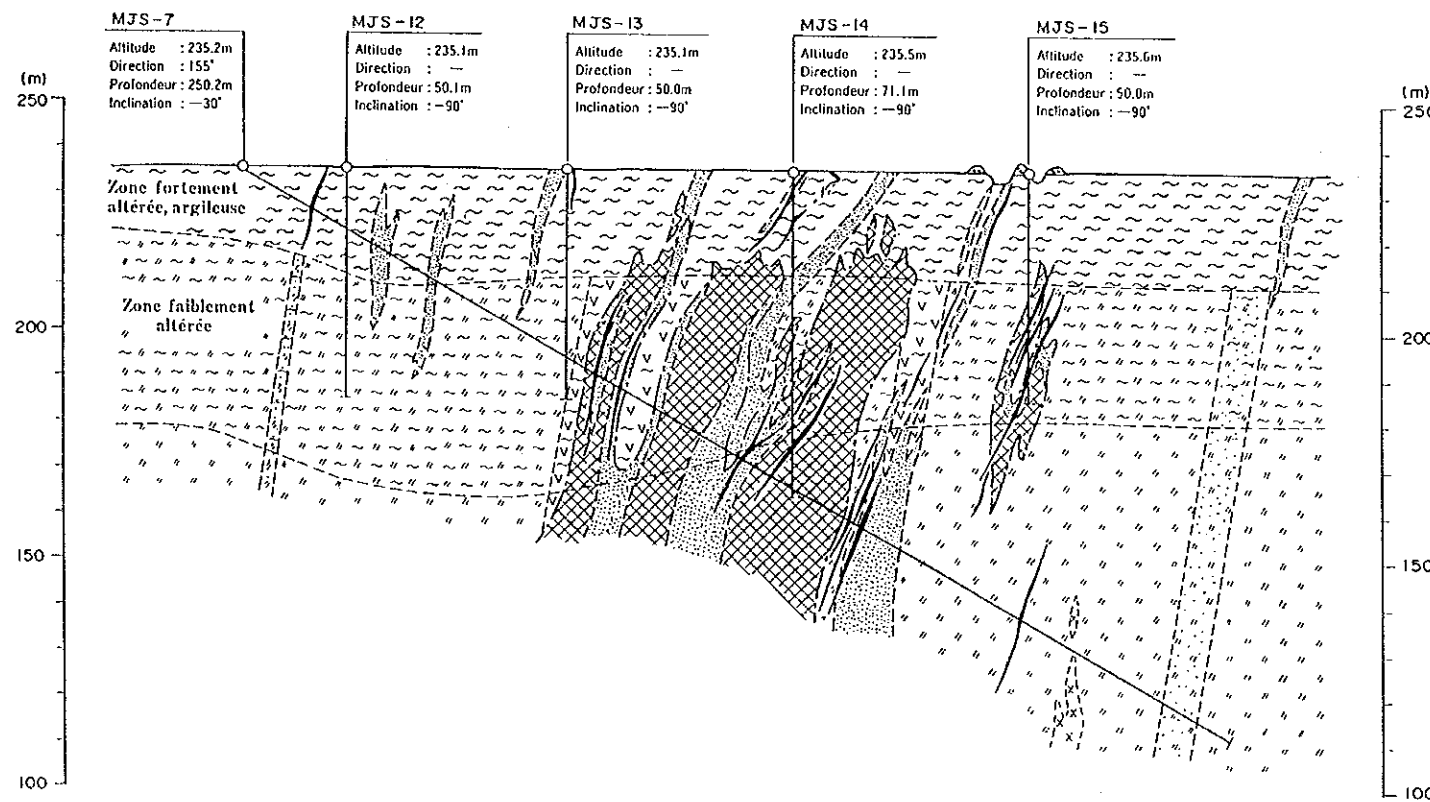 MJS-7
Altitude : 235.2m
Direction : 155°
Profondeur : 250.2m
Inclination : -30°
MJS-12
Altitude : 235.1m
Direction : —
Profondeur : 50.1m
Inclination : -90°
MJS-13
Altitude : 235.1m
Direction : —
Profondeur : 50.0m
Inclination : -90°
MJS-14
Altitude : 235.5m
Direction : —
Profondeur : 71.1m
Inclination : -90°
MJS-15
Altitude : 235.6m
Direction : —
Profondeur : 50.0m
Inclination : -90°
(m)
250
200
150
100
Zone fortement
altérée, argileuse
Zone faiblement
altérée
(m)
250
200
150
100